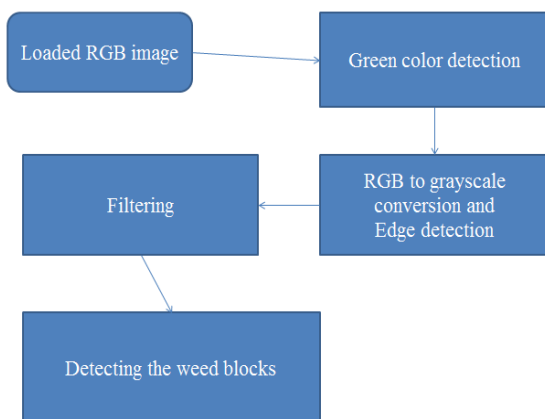 Loaded RGB image
Green color detection
RGB to grayscale
conversion and
Edge detection
Filtering
Detecting the weed blocks